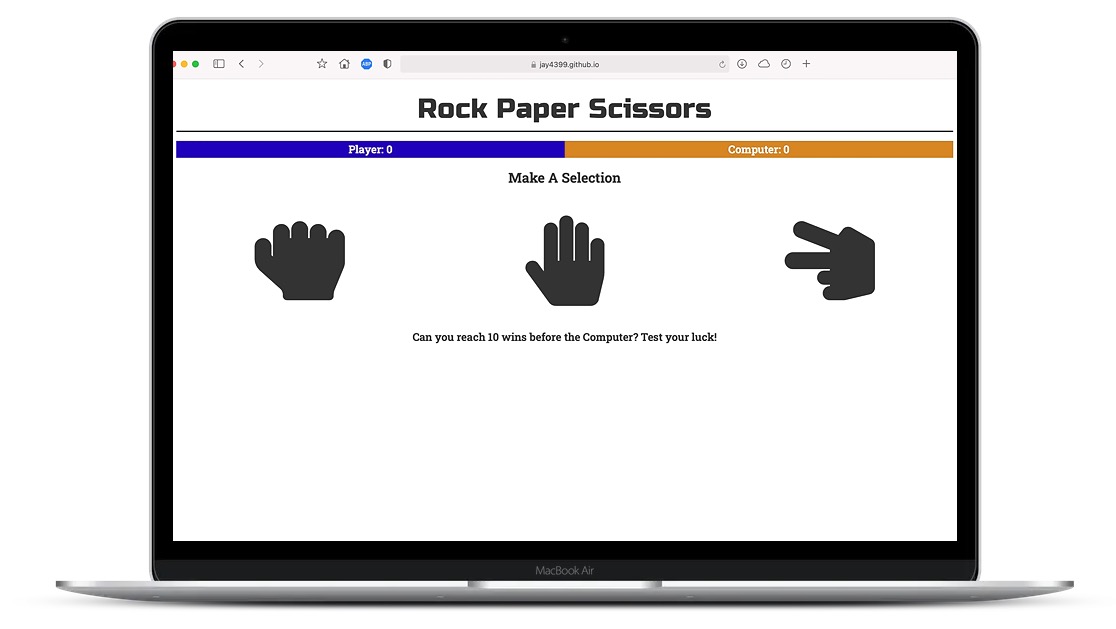 ABP
jay4399.github.io
Rock Paper Scissors
Player: 0
Computer: 0
Make A Selection
Can you reach 10 wins before the Computer? Test your luck!
MacBook Air